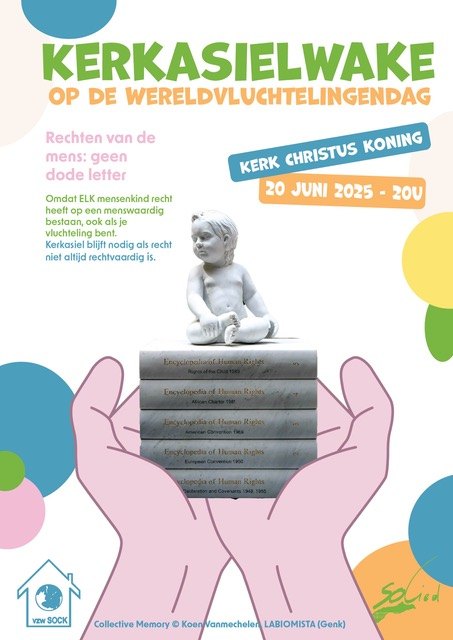 KERKASIELWAKE
OP DE WERELDVLUCHTELINGENDAG
Rechten van de
mens: geen
dode letter
KERK CHRISTUS KONING
20 JUNI 2025 - 20U
Omdat ELK mensenkind recht
heeft op een menswaardig
bestaan, ook als je
vluchteling bent.
Kerkasiel blijft nodig als recht
niet altijd rechtvaardig is.
Encyclopedia of Human Rights
Rights of the Child 1989
Encyclopedia of Human Rights
African Charter 1981
Encyclopedia of Human Rights
American Convention 1969
Encyclopedia of Human Rights
European Convention 1950
Encyclopedia of Human Rights
Declaration and Covenants 1948, 1966
vzw SOCK
SOLied
Collective Memory © Koen Vanmechelen, LABIOMISTA (Genk)